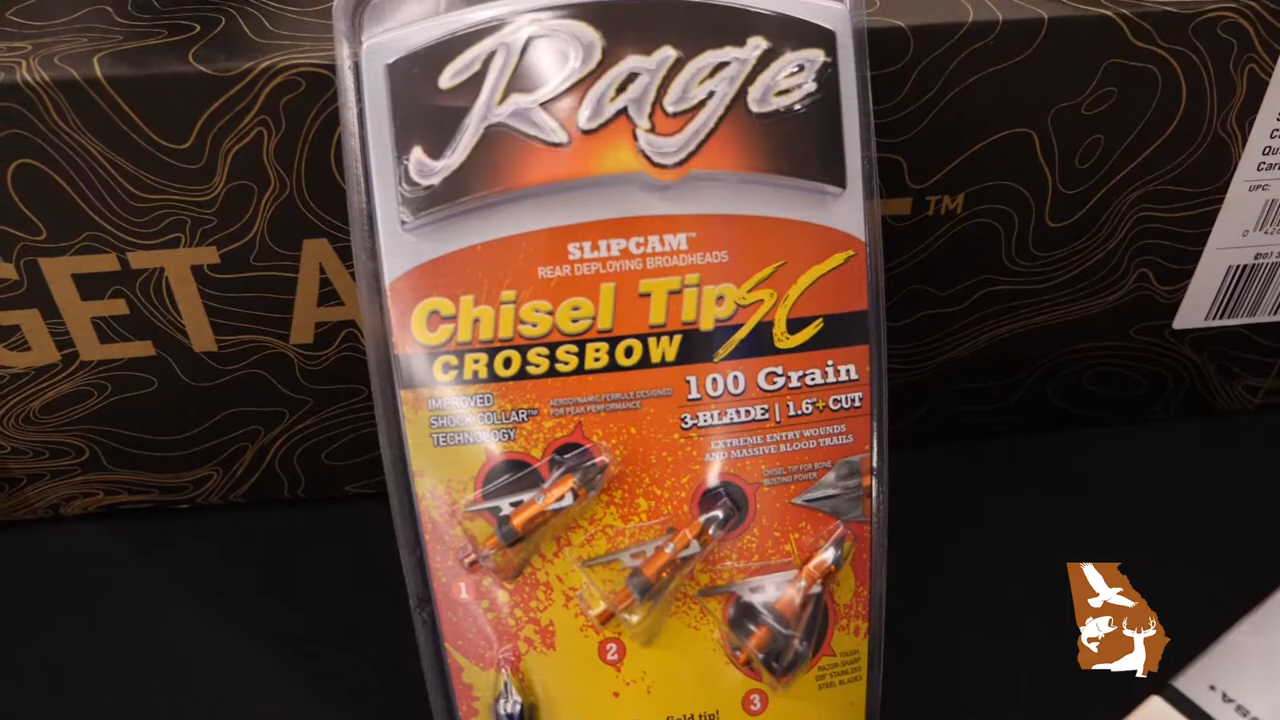 Rage
GET A
™
SLIPCAM™
REAR DEPLOYING BROADHEADS
Chisel Tip SC
CROSSBOW
100 Grain
3-BLADE | 1.6"+ CUT
EXTREME ENTRY WOUNDS
AND MASSIVE BLOOD TRAILS
IMPROVED
SHOCK COLLAR™
TECHNOLOGY
AERODYNAMIC FERRULE DESIGNED
FOR PEAK PERFORMANCE
CHISEL TIP FOR BONE
BUSTING POWER
1
2
3
TOUGH,
RAZOR-SHARP
.035" STAINLESS
STEEL BLADES
field tip!
UPC:
USA